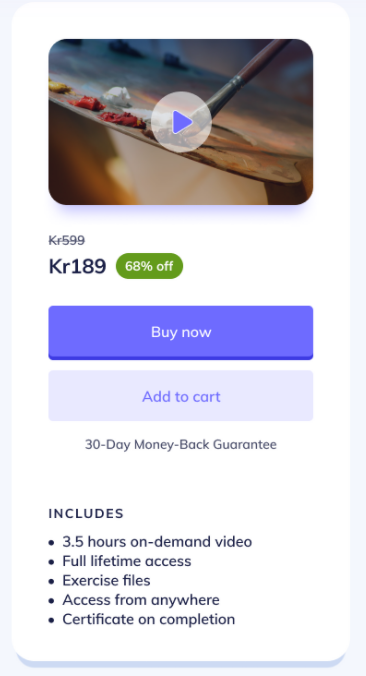 Kr599
Kr189 68% off
Buy now
Add to cart
30-Day Money-Back Guarantee
INCLUDES
• 3.5 hours on-demand video
• Full lifetime access
• Exercise files
• Access from anywhere
• Certificate on completion